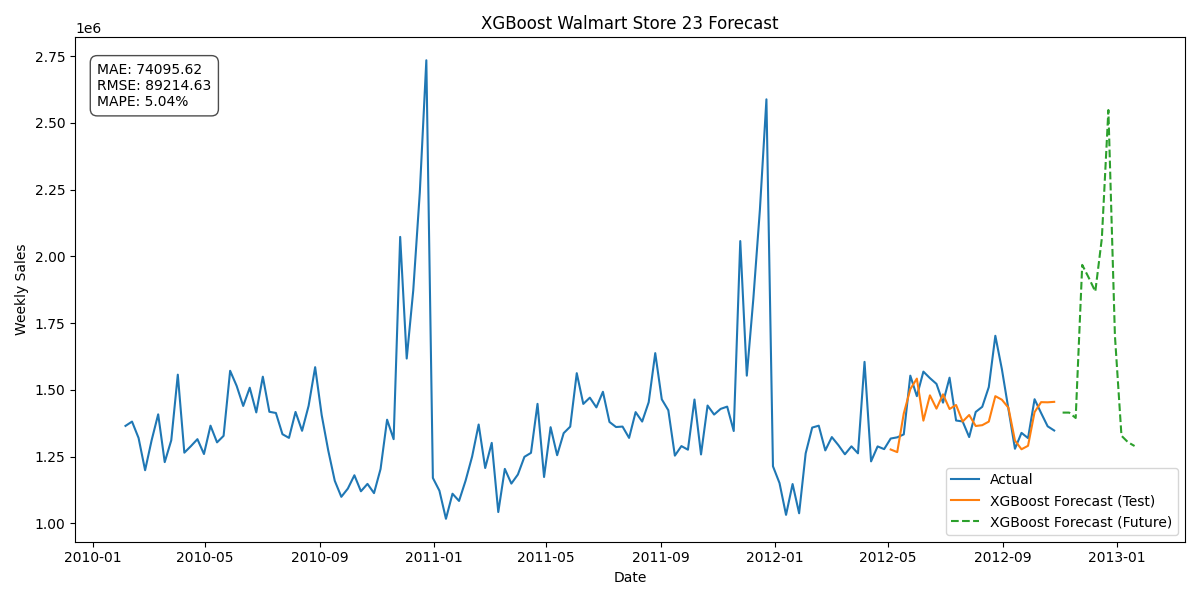 XGBoost Walmart Store 23 Forecast
1e6
MAE: 74095.62
RMSE: 89214.63
MAPE: 5.04%
2.75
2.50
2.25
2.00
1.75
1.50
1.25
1.00
Weekly Sales
Actual
XGBoost Forecast (Test)
XGBoost Forecast (Future)
2010-01 2010-05 2010-09 2011-01 2011-05 2011-09 2012-01 2012-05 2012-09 2013-01
Date